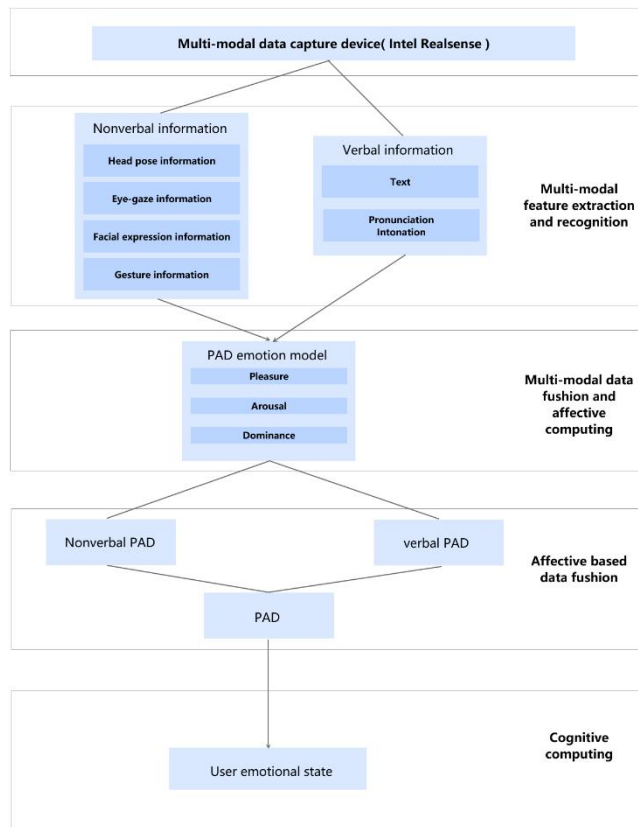 Multi-modal data capture device( Intel Realsense )
Nonverbal information
Head pose information
Eye-gaze information
Facial expression information
Gesture information
Verbal information
Text
Pronunciation
Intonation
Multi-modal
feature extraction
and recognition
PAD emotion model
Pleasure
Arousal
Dominance
Multi-modal data
fushion and
affective
computing
Nonverbal PAD
verbal PAD
PAD
Affective based
data fushion
User emotional state
Cognitive
computing